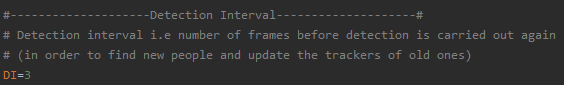 #--------------------Detection Interval--------------------#
# Detection interval i.e number of frames before detection is carried out again
# (in order to find new people and update the trackers of old ones)
DI=3